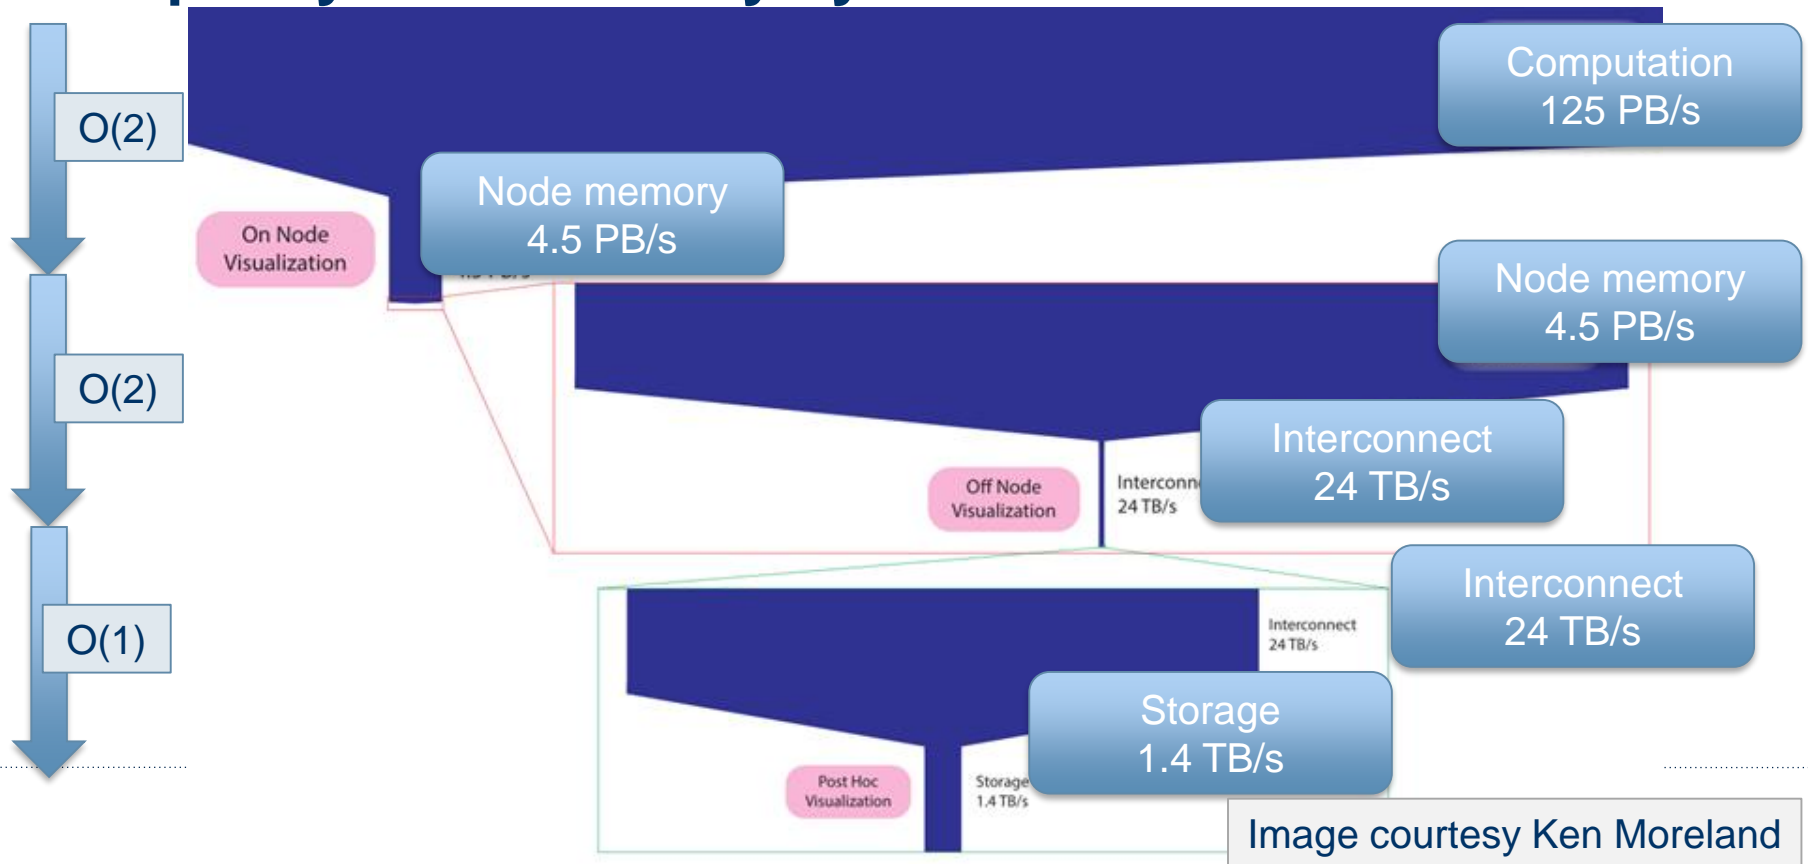 Computation
125 PB/s
O(2)
Node memory
4.5 PB/s
On Node
Visualization
Node memory
4.5 PB/s
O(2)
Interconnect
24 TB/s
Off Node
Visualization
24 TB/s
Interconnect
24 TB/s
O(1)
Interconnect
24 TB/s
Storage
1.4 TB/s
Post Hoc
Visualization
Storage
1.4 TB/s
Image courtesy Ken Moreland